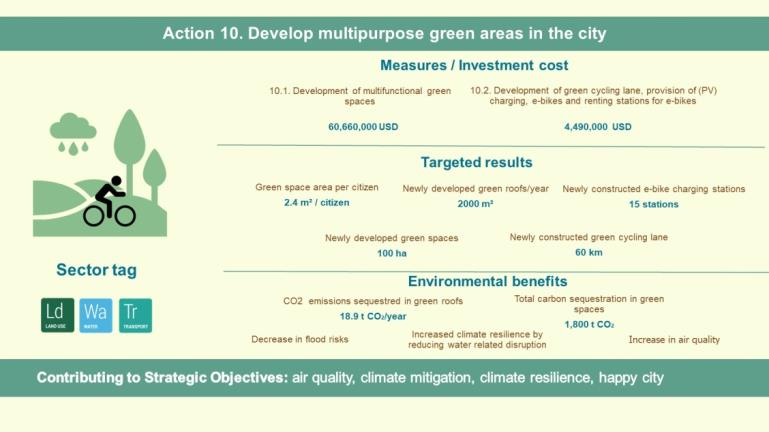 Action 10. Develop multipurpose green areas in the city
Measures / Investment cost
10.1. Development of multifunctional green
spaces
60,660,000 USD
10.2. Development of green cycling lane, provision of (PV)
charging, e-bikes and renting stations for e-bikes
4,490,000 USD
Targeted results
Green space area per citizen
2.4 m² / citizen
Newly developed green roofs/year
2000 m²
Newly constructed e-bike charging stations
15 stations
Newly developed green spaces
100 ha
Newly constructed green cycling lane
60 km
Sector tag
Ld
LAND USE
Wa
WATER
Tr
TRANSPORT
Environmental benefits
CO2 emissions sequestred in green roofs
18.9 t CO₂/year
Total carbon sequestration in green
spaces
1,800 t CO₂
Decrease in flood risks
Increased climate resilience by
reducing water related disruption
Increase in air quality
Contributing to Strategic Objectives: air quality, climate mitigation, climate resilience, happy city